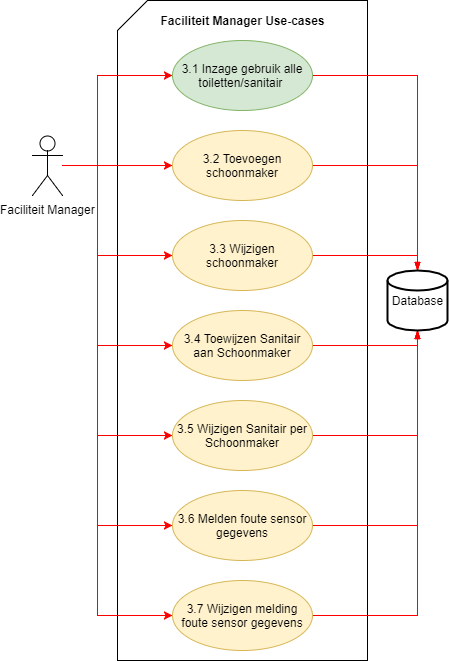 Faciliteit Manager Use-cases
3.1 Inzage gebruik alle
toiletten/sanitair
3.2 Toevoegen
schoonmaker
Faciliteit Manager
3.3 Wijzigen
schoonmaker
Database
3.4 Toewijzen Sanitair
aan Schoonmaker
3.5 Wijzigen Sanitair per
Schoonmaker
3.6 Melden foute sensor
gegevens
3.7 Wijzigen melding
foute sensor gegevens